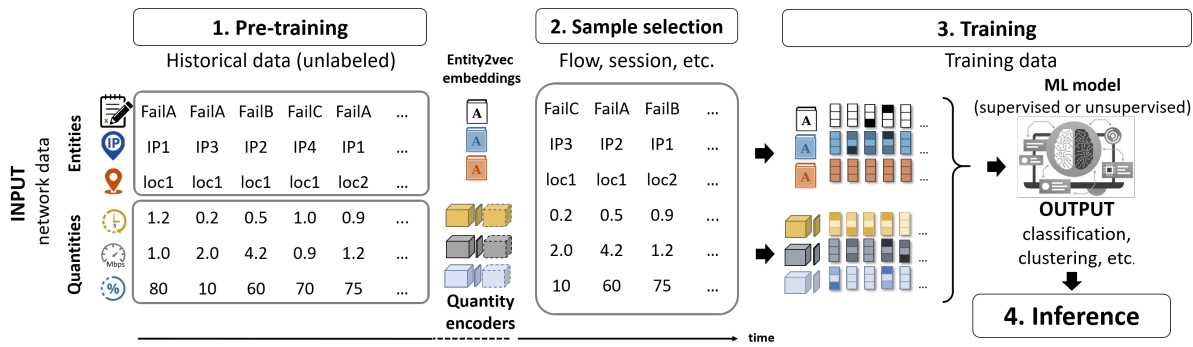 1. Pre-training
2. Sample selection
3. Training
Historical data (unlabeled)
Entity2vec
embeddings
Flow, session, etc.
Training data
INPUT
network data
Entities
Quantities
IP
s
Mbps
%
FailA FailA FailB FailC FailA ...
IP1 IP3 IP2 IP4 IP1 ...
loc1 loc1 loc1 loc1 loc2 ...
1.2 0.2 0.5 1.0 0.9 ...
1.0 2.0 4.2 0.9 1.2 ...
80 10 60 70 75 ...
A
A
A
Quantity
encoders
FailC FailA FailB ...
IP3 IP2 IP1 ...
loc1 loc1 loc2 ...
0.2 0.5 0.9 ...
2.0 4.2 1.2 ...
10 60 75 ...
A ...
A ...
A ...
...
...
...
ML model
(supervised or unsupervised)
OUTPUT
classification,
clustering, etc.
4. Inference
time